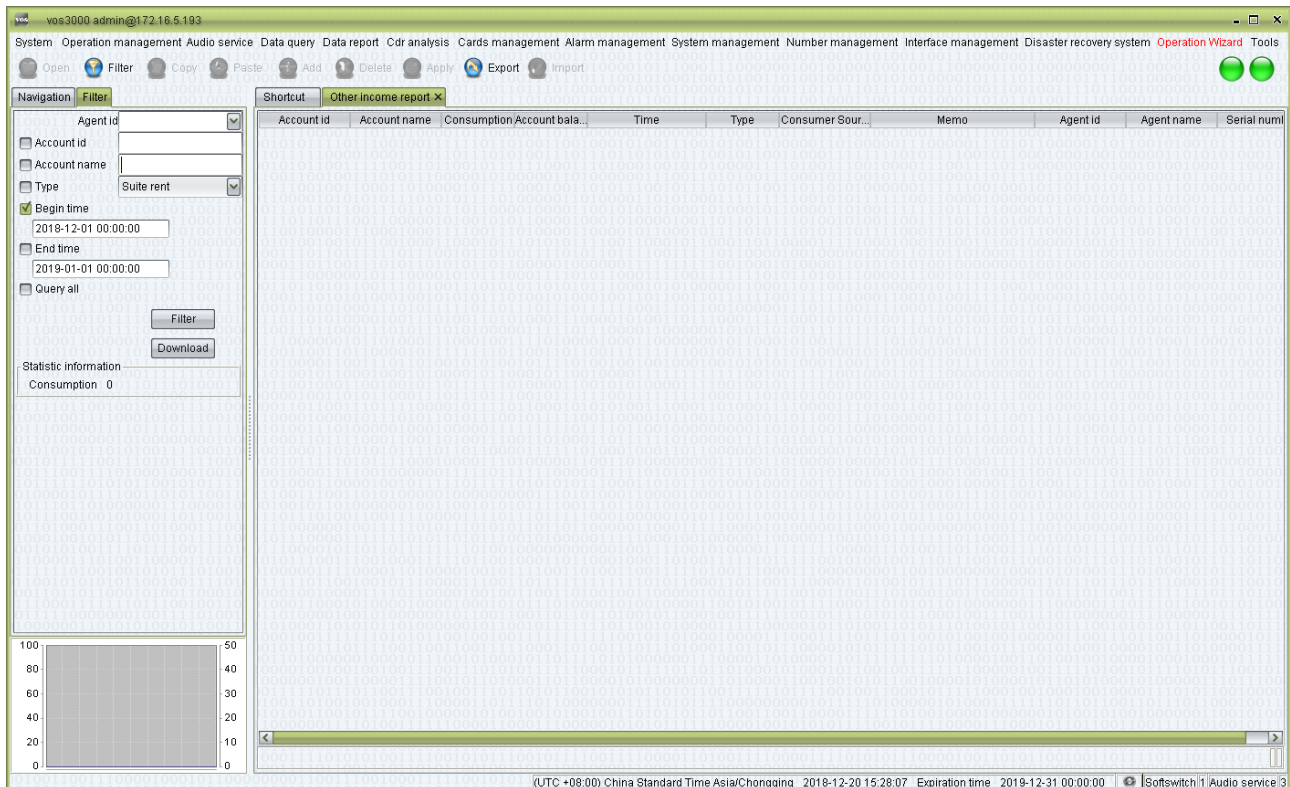 vos3000 admin@172.16.5.193
System Operation management Audio service Data query Data report Cdr analysis Cards management Alarm management System management Number management Interface management Disaster recovery system Operation Wizard Tools
Open Filter Copy Paste Add Delete Apply Export Import
Navigation Filter
Shortcut Other income report
Agent id
Account id
Account name
Type Suite rent
Begin time
2018-12-01 00:00:00
End time
2019-01-01 00:00:00
Query all
Filter
Download
Statistic information
Consumption 0
Account id Account name Consumption Account bala... Time Type Consumer Sour... Memo Agent id Agent name Serial numl
100 50
80 40
60 30
40 20
20 10
0 0
(UTC +08:00) China Standard Time Asia/Chongqing 2018-12-20 15:28:07 Expiration time 2019-12-31 00:00:00 Softswitch 1 Audio service 3